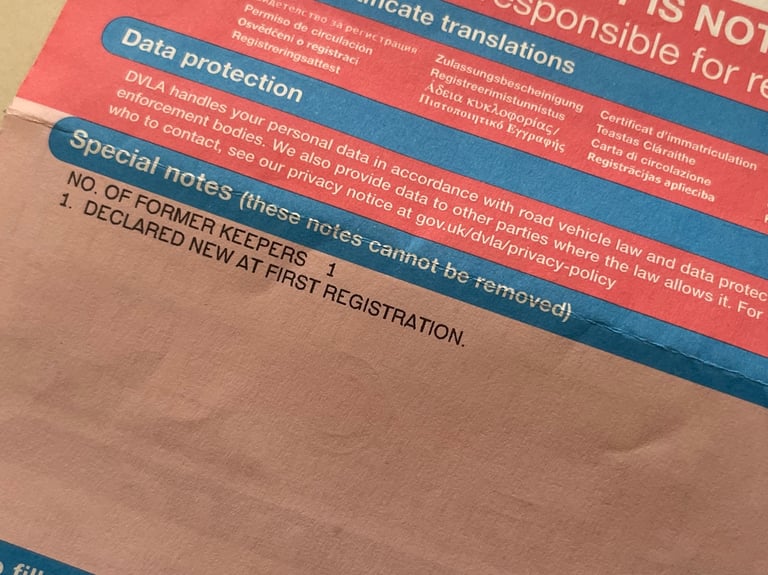 IS NOT
responsible for re
icate translations
видетельство за регистрация
Permiso de circulación
Osvědčení o registraci
Registreringsattest
Zulassungsbescheinigung
Registreerimistunnistus
Άδεια κυκλοφορίας/
Πιστοποιητικό Εγγραφής
Certificat d'immatriculation
Teastas Cláraithe
Carta di circolazione
Reģistrācijas apliecība
Data protection
DVLA handles your personal data in accordance with road vehicle law and data protec
enforcement bodies. We also provide data to other parties where the law allows it. For
who to contact, see our privacy notice at gov.uk/dvla/privacy-policy
Special notes (these notes cannot be removed)
NO. OF FORMER KEEPERS 1
1. DECLARED NEW AT FIRST REGISTRATION.